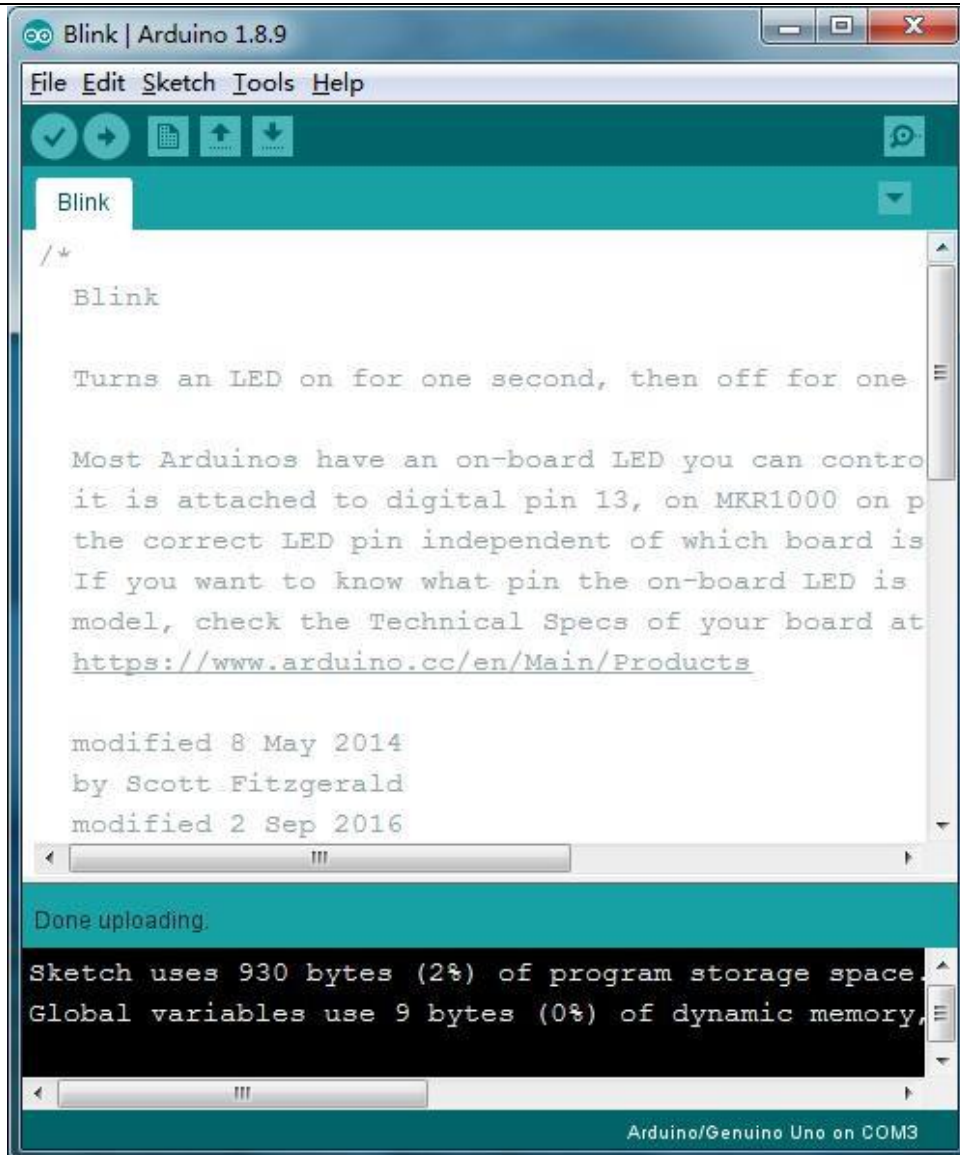 Blink | Arduino 1.8.9
File Edit Sketch Tools Help
Blink
/*
Blink
Turns an LED on for one second, then off for one
Most Arduinos have an on-board LED you can contro
it is attached to digital pin 13, on MKR1000 on p
the correct LED pin independent of which board is
If you want to know what pin the on-board LED is
model, check the Technical Specs of your board at
https://www.arduino.cc/en/Main/Products
modified 8 May 2014
by Scott Fitzgerald
modified 2 Sep 2016
Done uploading.
Sketch uses 930 bytes (2%) of program storage space.
Global variables use 9 bytes (0%) of dynamic memory,
Arduino/Genuino Uno on COM3